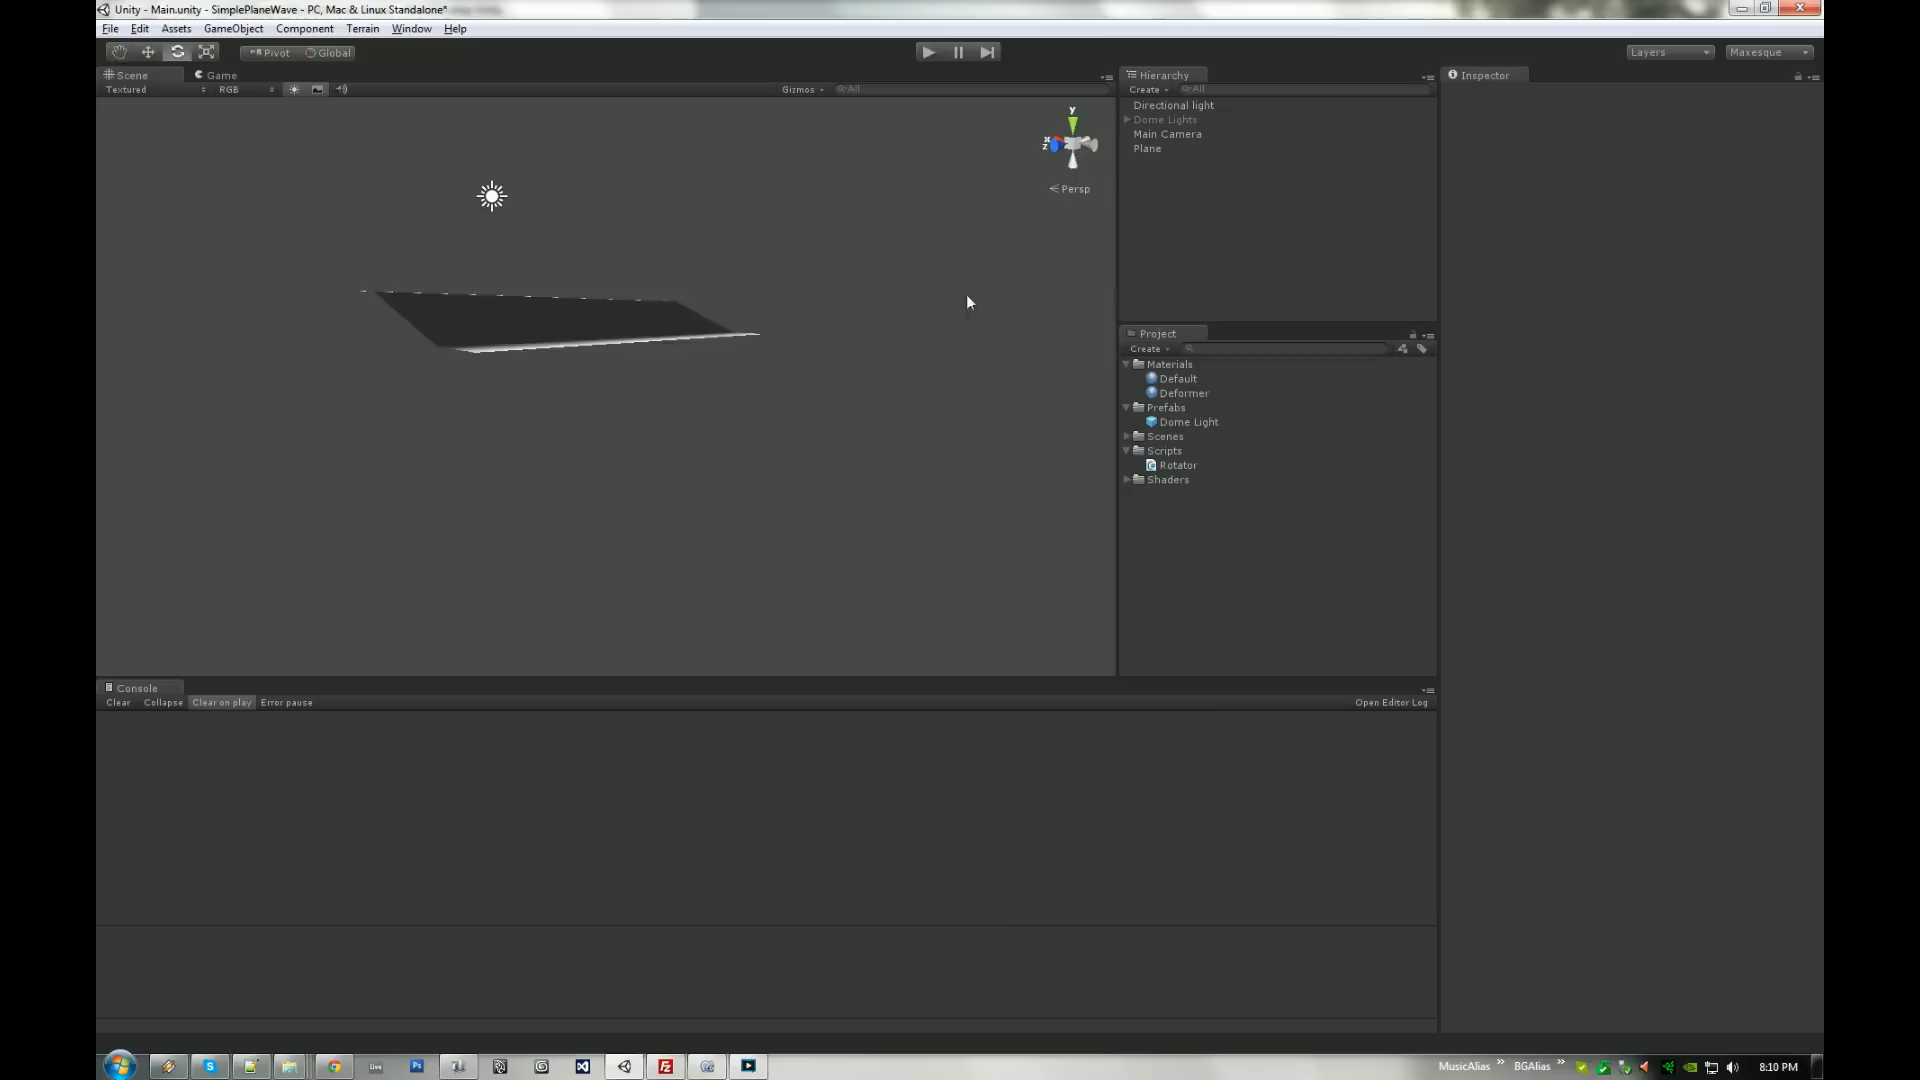 Unity - Main.unity - SimplePlaneWave - PC, Mac & Linux Standalone*
File Edit Assets GameObject Component Terrain Window Help
Pivot Global Layers Maxesque
Scene Game Hierarchy Inspector
Textured RGB Gizmos All Create All
Directional light
Dome Lights
Main Camera
Plane
y
x
z
Persp
Project
Create
Materials
Default
Deformer
Prefabs
Dome Light
Scenes
Scripts
Rotator
Shaders
Console
Clear Collapse Clear on play Error pause Open Editor Log
Live Ps Fz MusicAlias » BGAlias » 8:10 PM